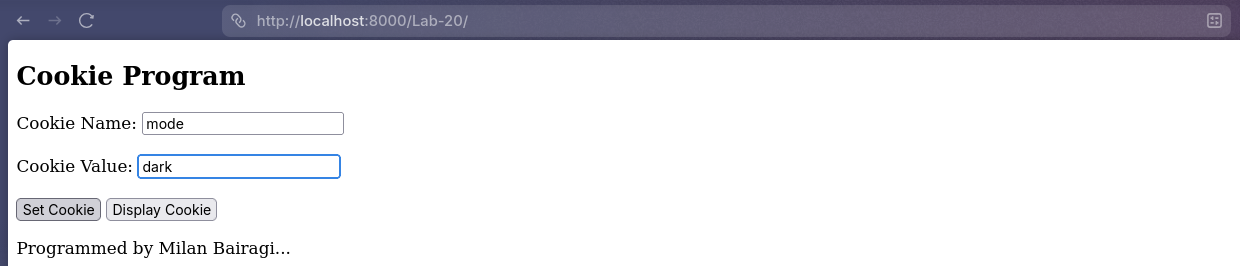 http://localhost:8000/Lab-20/
Cookie Program
Cookie Name: mode
Cookie Value: dark
Set Cookie Display Cookie
Programmed by Milan Bairagi...